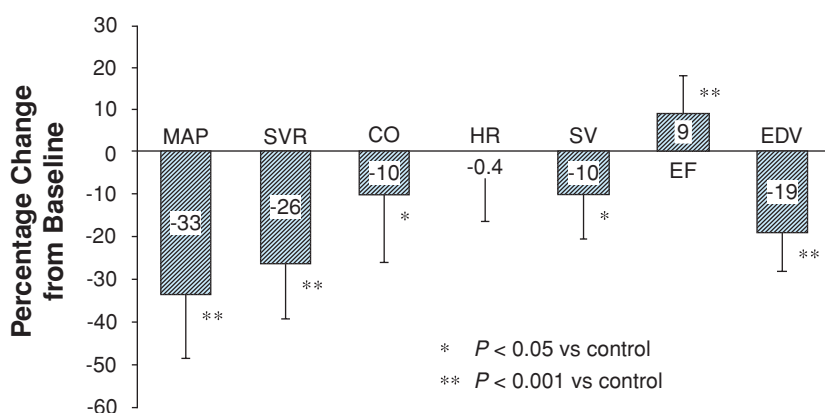 Percentage Change
from Baseline
30
20
10
0
-10
-20
-30
-40
-50
-60
MAP
SVR
CO
HR
SV
EF
EDV
-33
-26
-10
-0.4
-10
9
-19
**
**
*
*
**
**
* P < 0.05 vs control
** P < 0.001 vs control